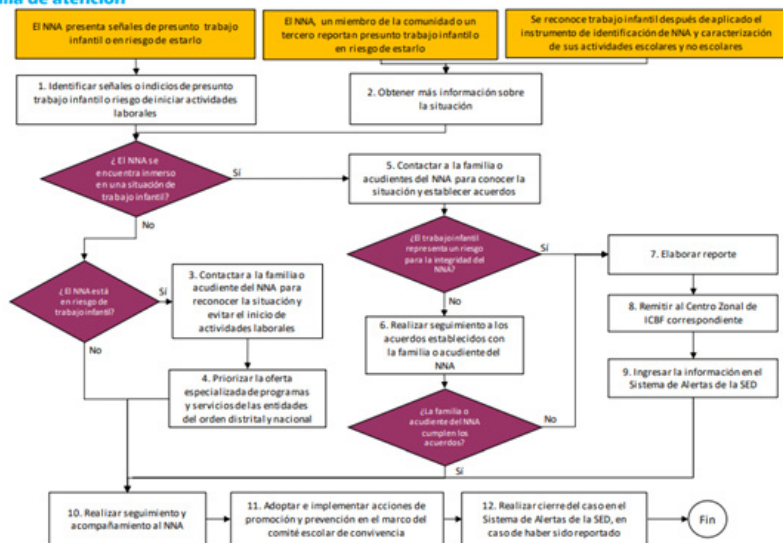 de atención
El NNA presenta señales de presunto trabajo
infantil o en riesgo de estarlo
El NNA, un miembro de la comunidad o un
tercero reportan presunto trabajo infantil o
en riesgo de estarlo
Se reconoce trabajo infantil después de aplicado el
instrumento de identificación de NNA y caracterización
de sus actividades escolares y no escolares
1. Identificar señales o indicios de presunto
trabajo infantil o riesgo de iniciar actividades
laborales
2. Obtener más información sobre
la situación
¿ El NNA se
encuentra inmerso
en una situación de
trabajo infantil?
Sí
No
5. Contactar a la familia o
acudientes del NNA para conocer la
situación y establecer acuerdos
¿El trabajo infantil
representa un riesgo
para la integridad del
NNA?
Sí
No
7. Elaborar reporte
¿El NNA está
en riesgo de
trabajo infantil?
Sí
No
3. Contactar a la familia o
acudiente del NNA para
reconocer la situación y
evitar el inicio de
actividades laborales
6. Realizar seguimiento a los
acuerdos establecidos con
la familia o acudiente del
NNA
8. Remitir al Centro Zonal de
ICBF correspondiente
4. Priorizar la oferta
especializada de programas
y servicios de las entidades
del orden distrital y nacional
9. Ingresar la información en el
Sistema de Alertas de la SED
¿La familia o
acudiente del NNA
cumplen los
acuerdos?
No
Sí
10. Realizar seguimiento y
acompañamiento al NNA
11. Adoptar e implementar acciones de
promoción y prevención en el marco del
comité escolar de convivencia
12. Realizar cierre del caso en el
Sistema de Alertas de la SED, en
caso de haber sido reportado
Fin